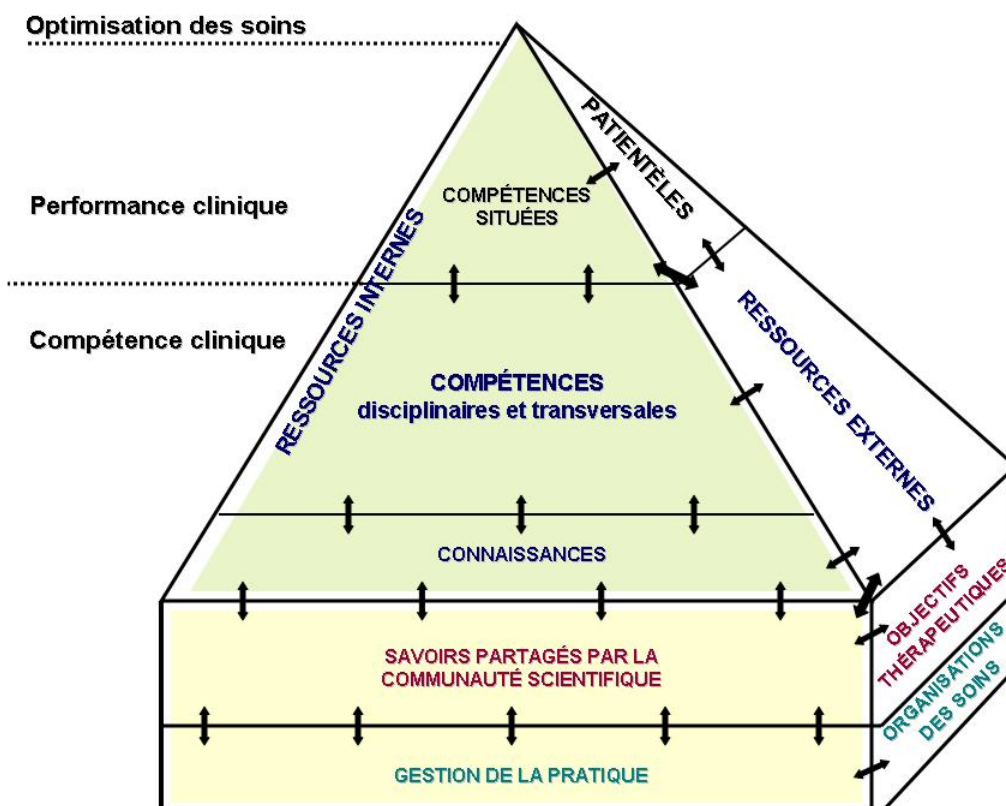 Optimisation des soins
PATIENTÈLES
Performance clinique
COMPÉTENCES
SITUÉES
RESSOURCES INTERNES
Compétence clinique
RESSOURCES EXTERNES
COMPÉTENCES
disciplinaires et transversales
CONNAISSANCES
OBJECTIFS
THÉRAPEUTIQUES
SAVOIRS PARTAGÉS PAR LA
COMMUNAUTÉ SCIENTIFIQUE
ORGANISATIONS
DES SOINS
GESTION DE LA PRATIQUE